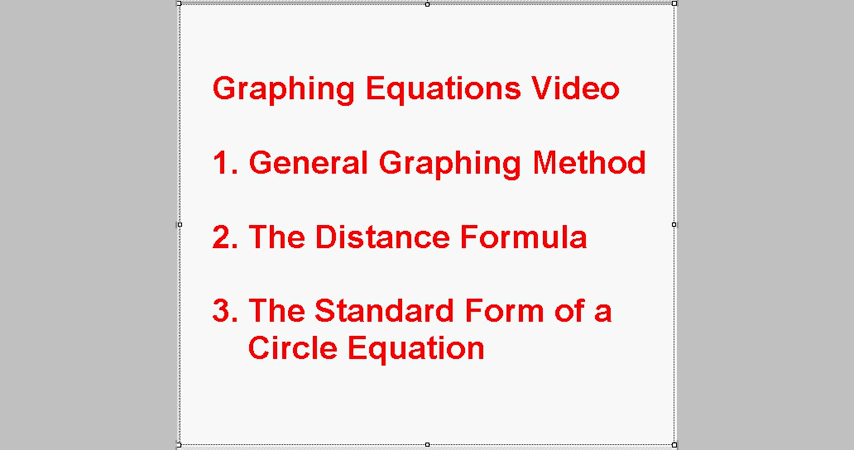 Graphing Equations Video
1. General Graphing Method
2. The Distance Formula
3. The Standard Form of a
Circle Equation